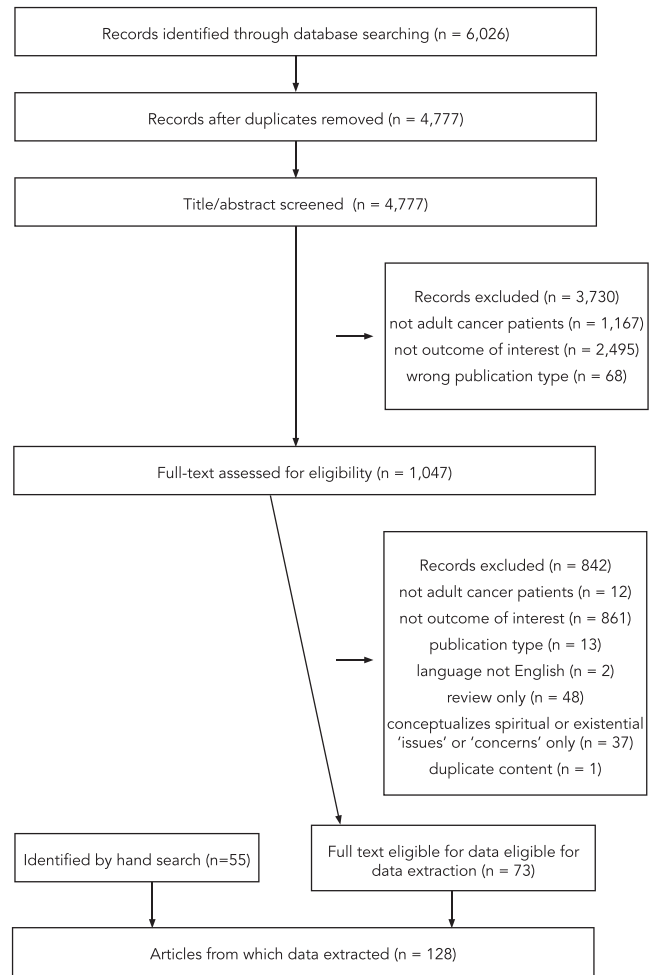 Records identified through database searching (n = 6,026)
Records after duplicates removed (n = 4,777)
Title/abstract screened (n = 4,777)
Records excluded (n = 3,730)
not adult cancer patients (n = 1,167)
not outcome of interest (n = 2,495)
wrong publication type (n = 68)
Full-text assessed for eligibility (n = 1,047)
Records excluded (n = 842)
not adult cancer patients (n = 12)
not outcome of interest (n = 861)
publication type (n = 13)
language not English (n = 2)
review only (n = 48)
conceptualizes spiritual or existential
‘issues’ or ‘concerns’ only (n = 37)
duplicate content (n = 1)
Identified by hand search (n=55)
Full text eligible for data eligible for
data extraction (n = 73)
Articles from which data extracted (n = 128)